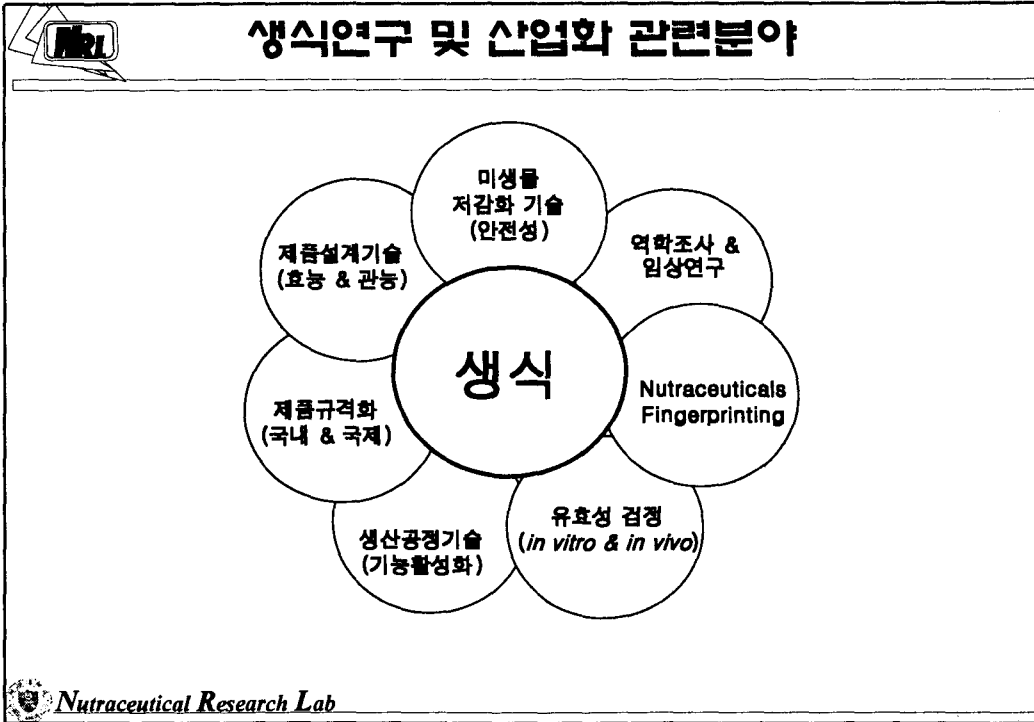 NRL
생식연구 및 산업화 관련분야
미생물
저감화 기술
(안전성)
역학조사 &
임상연구
Nutraceuticals
Fingerprinting
유효성 검정
(in vitro & in vivo)
생산공정기술
(기능활성화)
제품규격화
(국내 & 국제)
제품설계기술
(효능 & 관능)
생식
Nutraceutical Research Lab